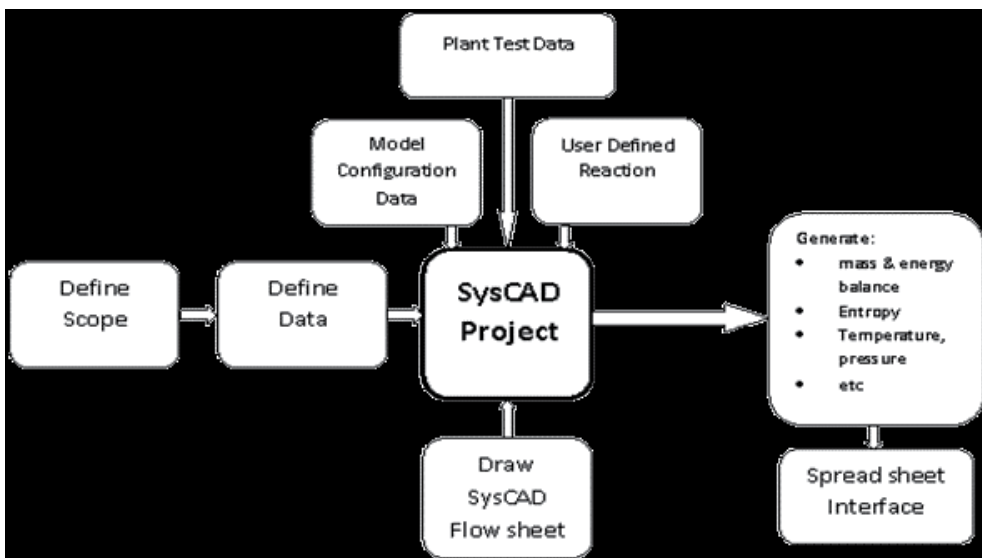 Plant Test Data
Model
Configuration
Data
User Defined
Reaction
Define
Scope
Define
Data
SysCAD
Project
Generate:
• mass & energy
balance
• Entropy
• Temperature,
pressure
• etc
Draw
SysCAD
Flow sheet
Spread sheet
Interface